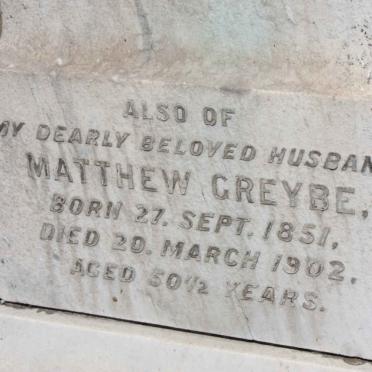 ALSO OF
MY DEARLY BELOVED HUSBAN
MATTHEW GREYBE,
BORN 27. SEPT. 1851,
DIED 20. MARCH 1902.
AGED 50½ YEARS.